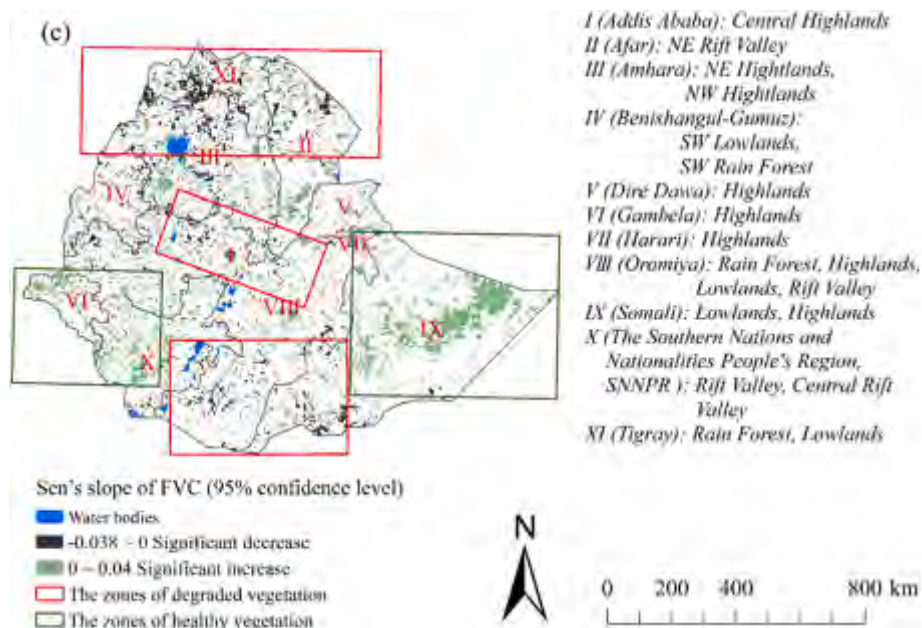 (c)
XI
II
III
IV
V
VII
VI
VIII
IX
X
I (Addis Ababa): Central Highlands
II (Afar): NE Rift Valley
III (Amhara): NE Hightlands,
NW Hightlands
IV (Benishangul-Gumuz):
SW Lowlands,
SW Rain Forest
V (Dire Dawa): Highlands
VI (Gambela): Highlands
VII (Harari): Highlands
VIII (Oromiya): Rain Forest, Highlands,
Lowlands, Rift Valley
IX (Somali): Lowlands, Highlands
X (The Southern Nations and
Nationalities People's Region,
SNNPR ): Rift Valley, Central Rift
Valley
XI (Tigray): Rain Forest, Lowlands
Sen's slope of FVC (95% confidence level)
Water bodies
-0.038 ~ 0 Significant decrease
0 ~ 0.04 Significant increase
The zones of degraded vegetation
The zones of healthy vegetation
N
0 200 400 800 km